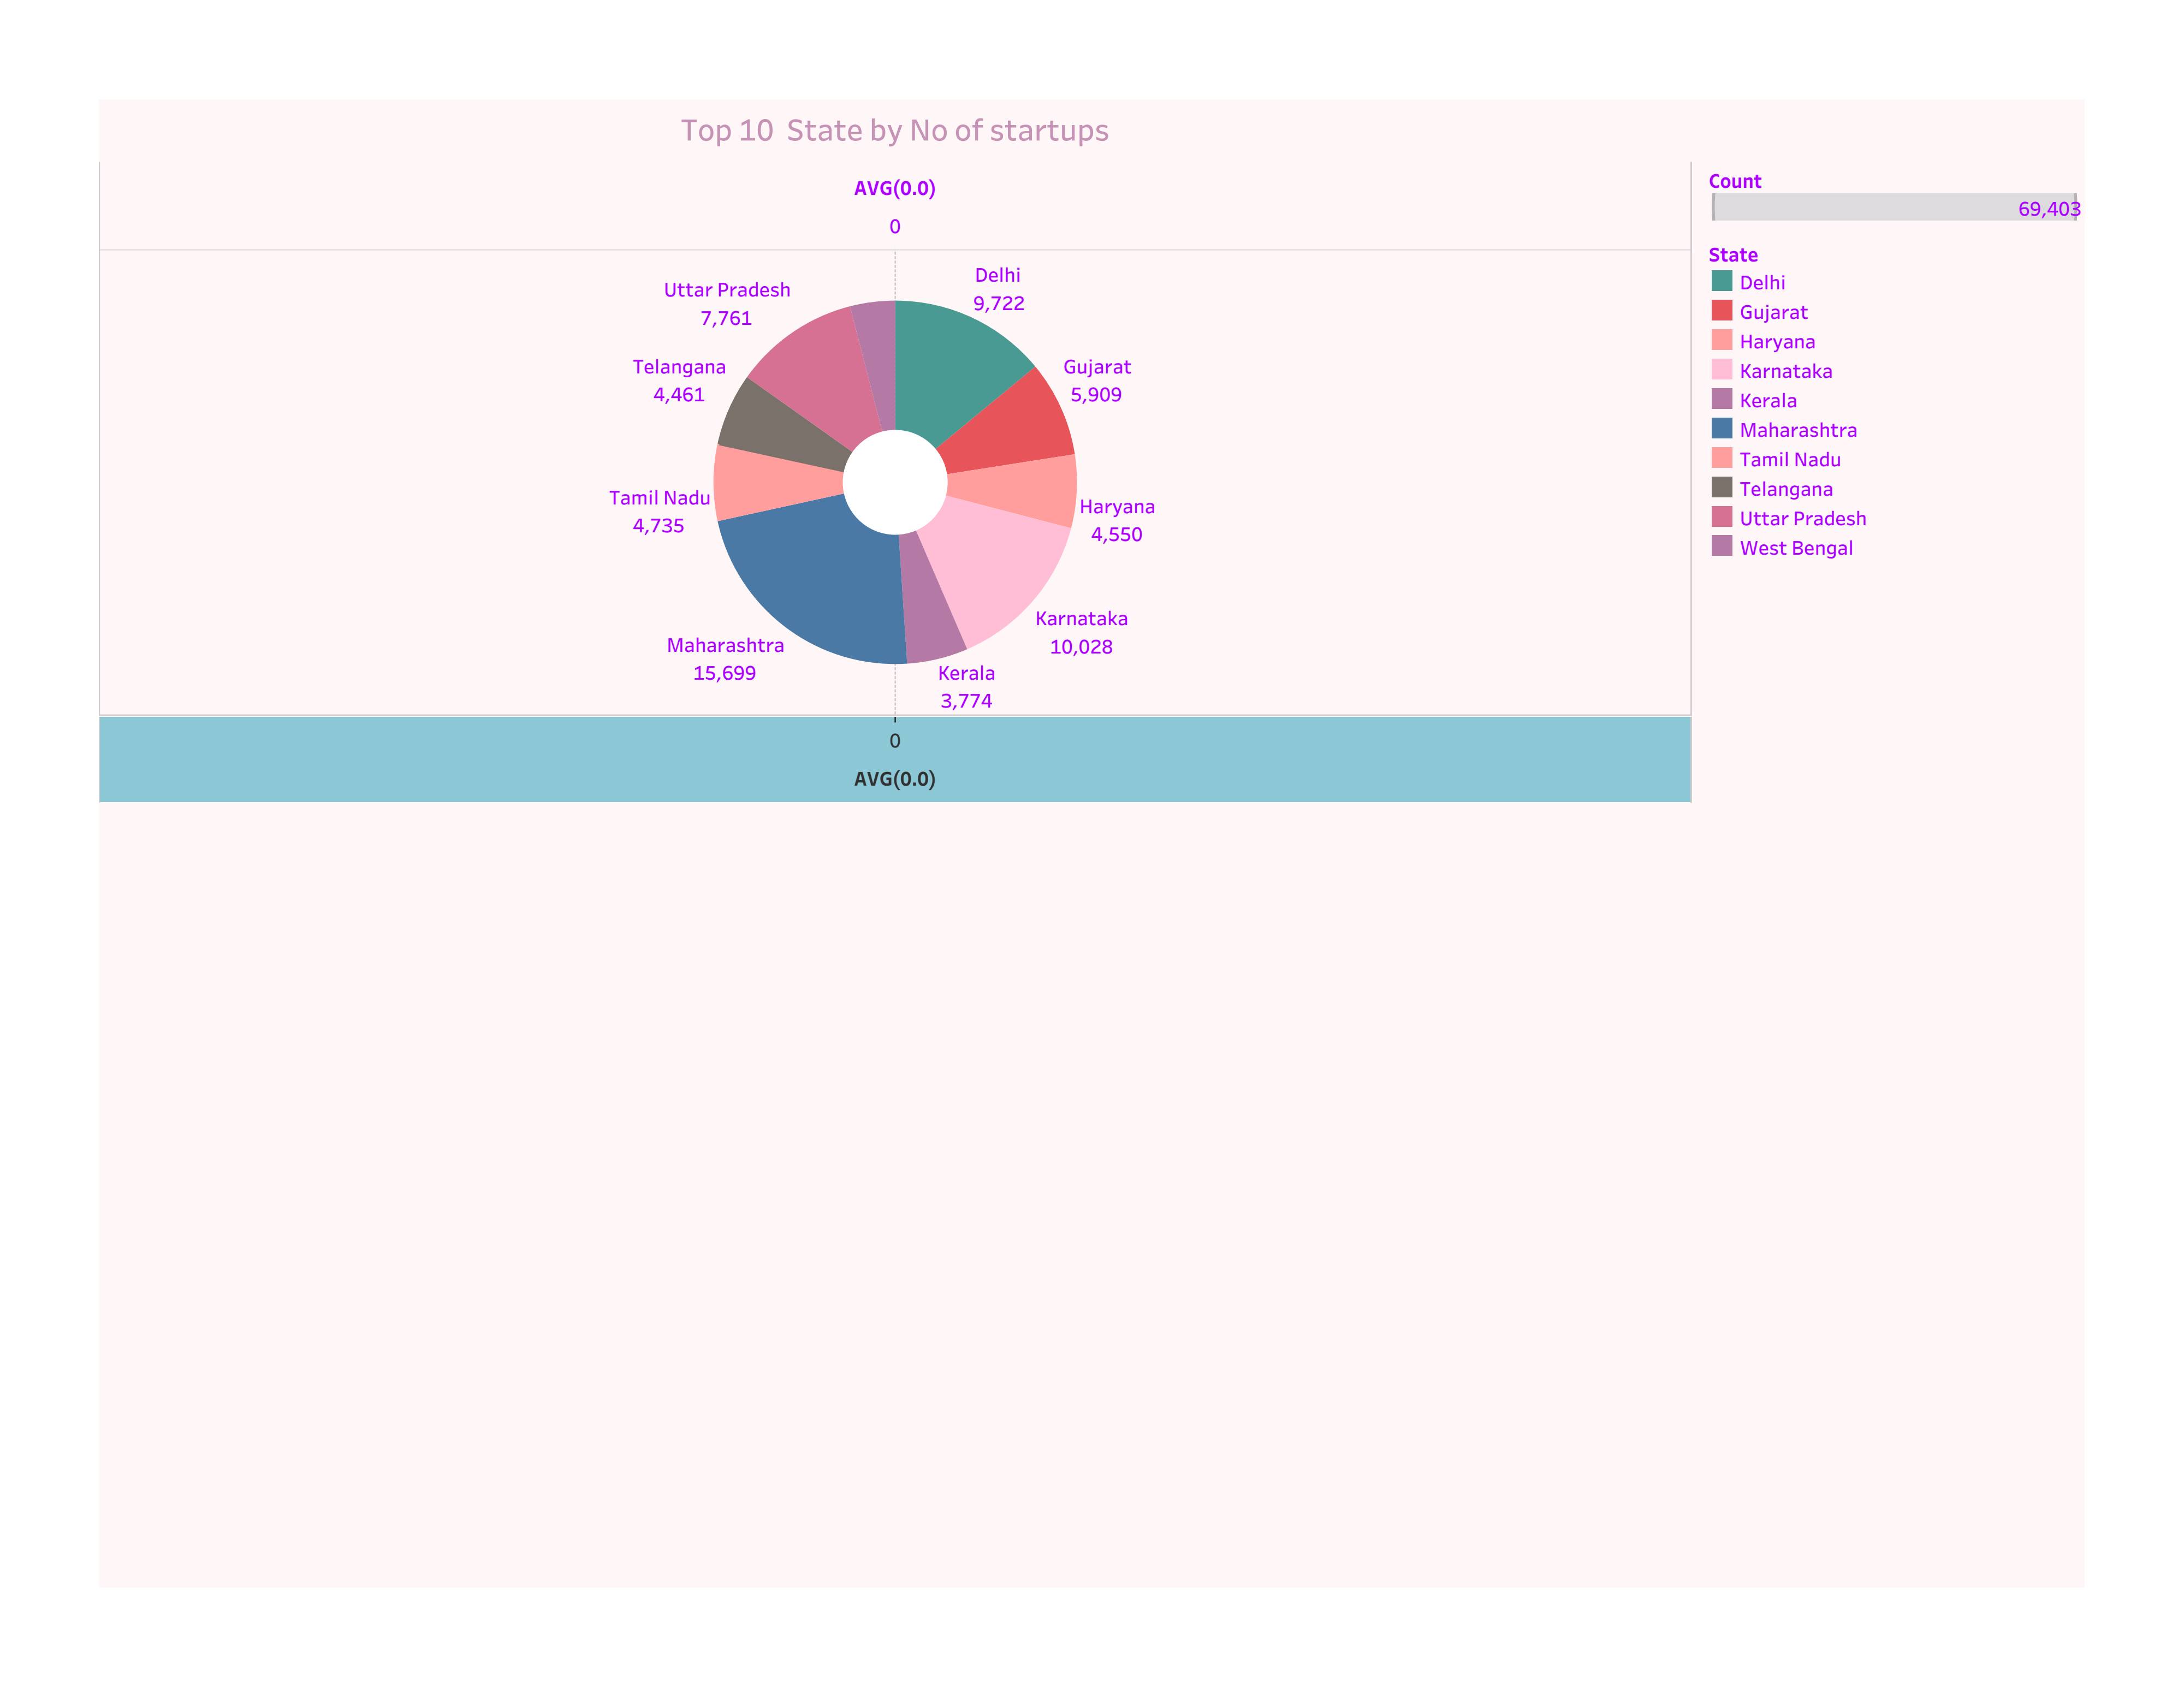 Top 10 State by No of startups
AVG(0.0)
0
Delhi
9,722
Uttar Pradesh
7,761
Gujarat
5,909
Telangana
4,461
Tamil Nadu
4,735
Haryana
4,550
Karnataka
10,028
Maharashtra
15,699
Kerala
3,774
0
AVG(0.0)
Count
69,403
State
Delhi
Gujarat
Haryana
Karnataka
Kerala
Maharashtra
Tamil Nadu
Telangana
Uttar Pradesh
West Bengal